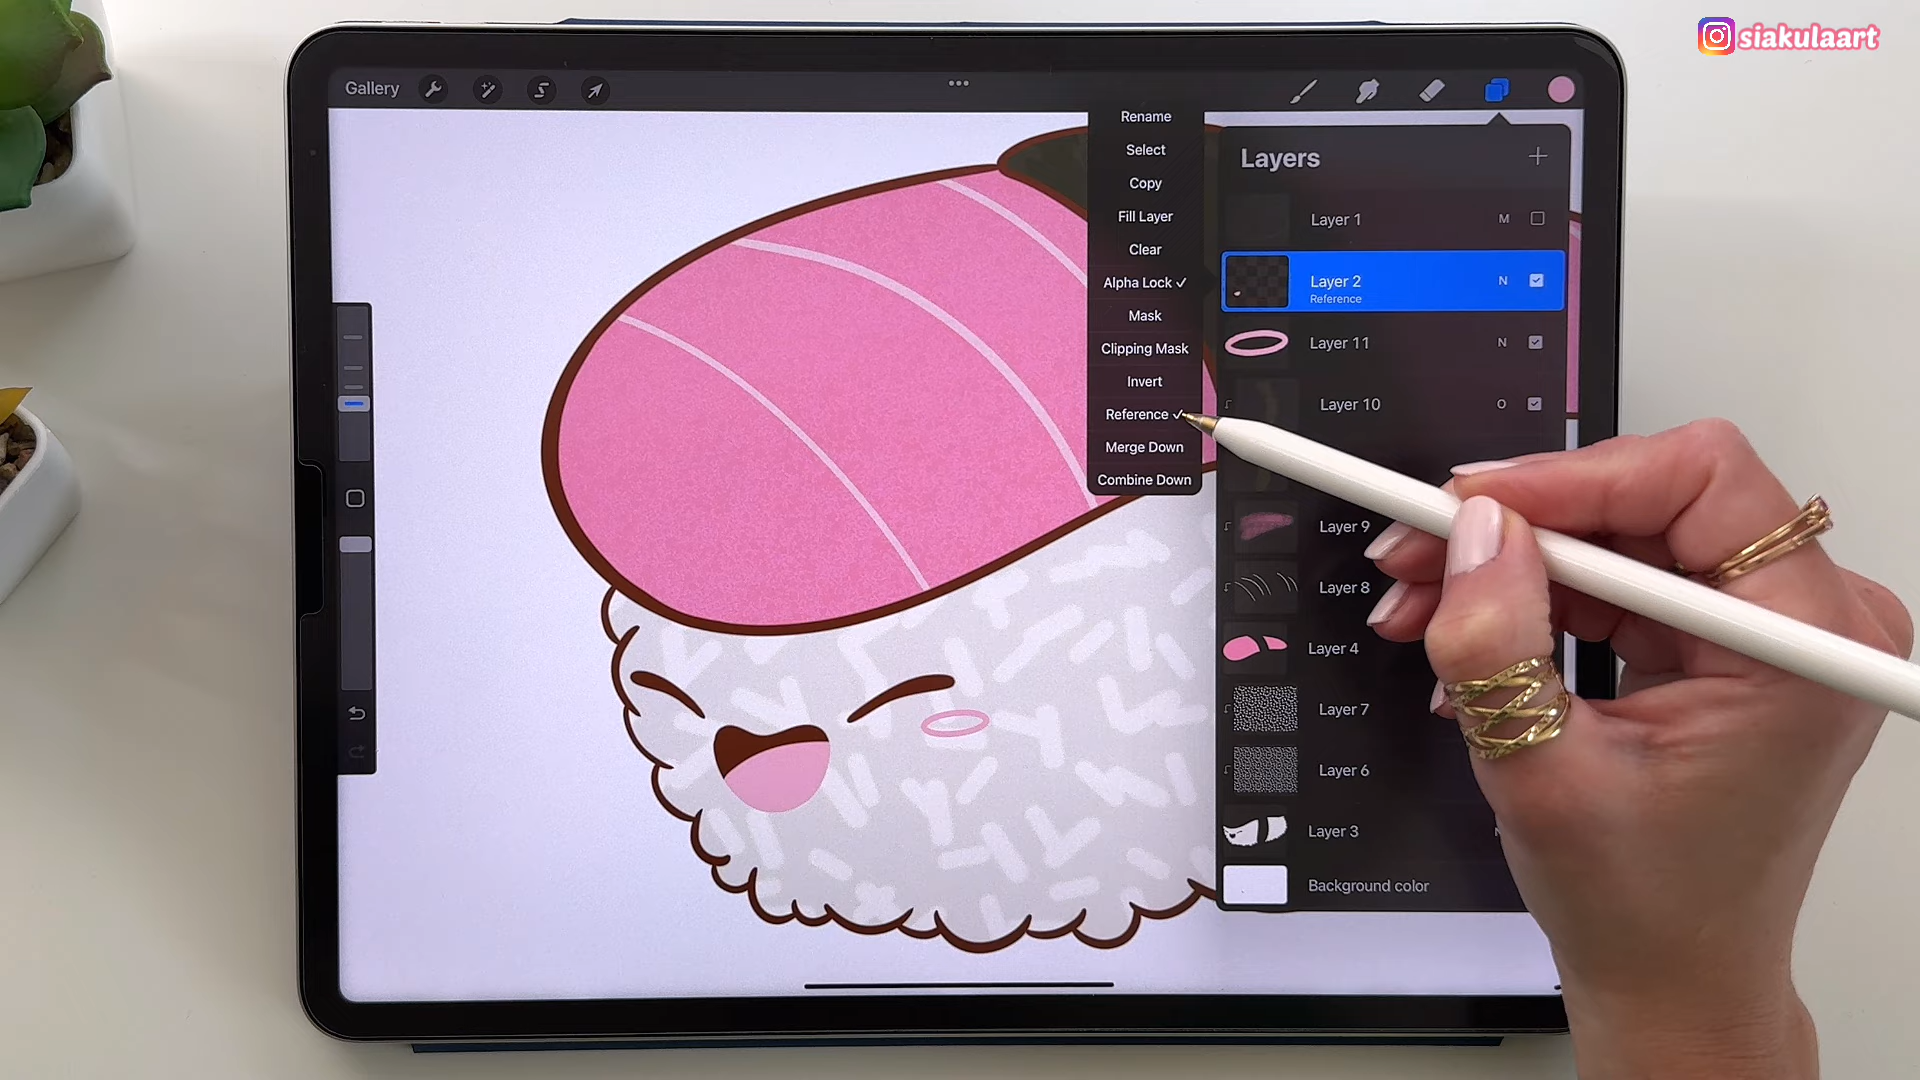 siakulaart
Gallery
Rename
Select
Copy
Fill Layer
Clear
Alpha Lock ✓
Mask
Clipping Mask
Invert
Reference ✓
Merge Down
Combine Down
Layers
Layer 1 M
Layer 2 N
Reference
Layer 11 N
Layer 10 O
Layer 9
Layer 8
Layer 4
Layer 7
Layer 6
Layer 3
Background color